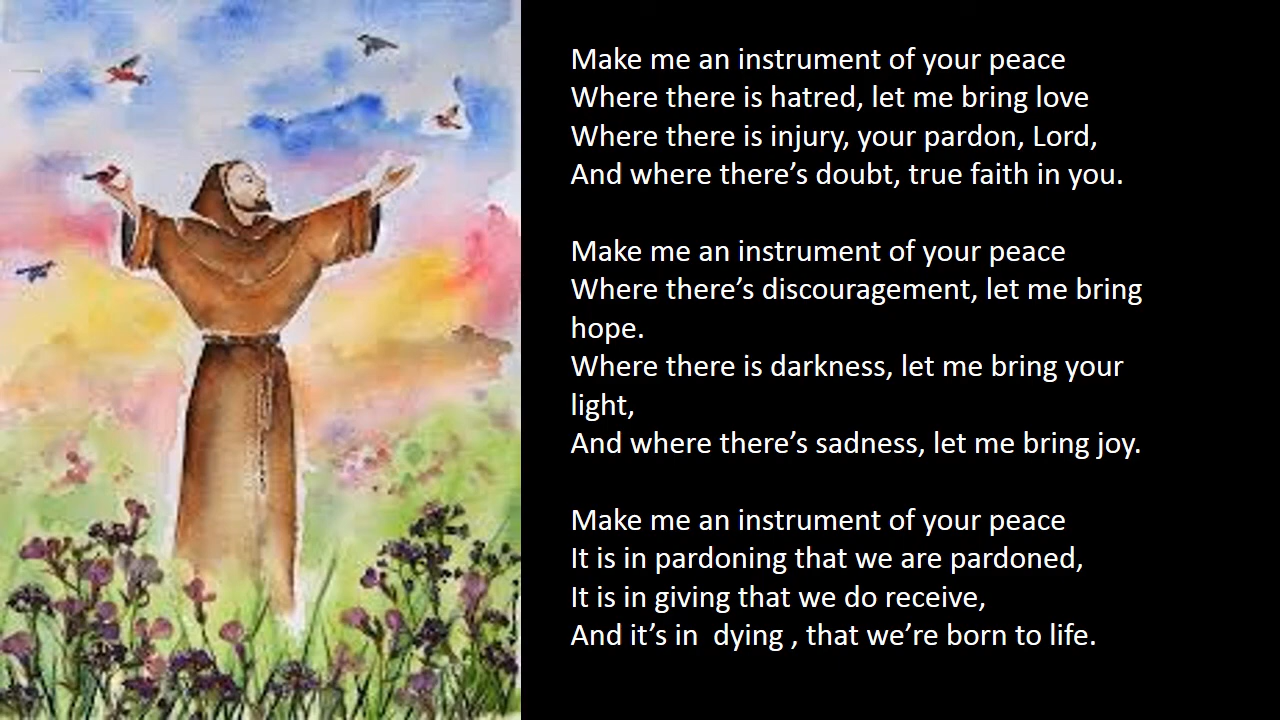 Make me an instrument of your peace
Where there is hatred, let me bring love
Where there is injury, your pardon, Lord,
And where there’s doubt, true faith in you.
Make me an instrument of your peace
Where there’s discouragement, let me bring
hope.
Where there is darkness, let me bring your
light,
And where there’s sadness, let me bring joy.
Make me an instrument of your peace
It is in pardoning that we are pardoned,
It is in giving that we do receive,
And it’s in  dying , that we’re born to life.